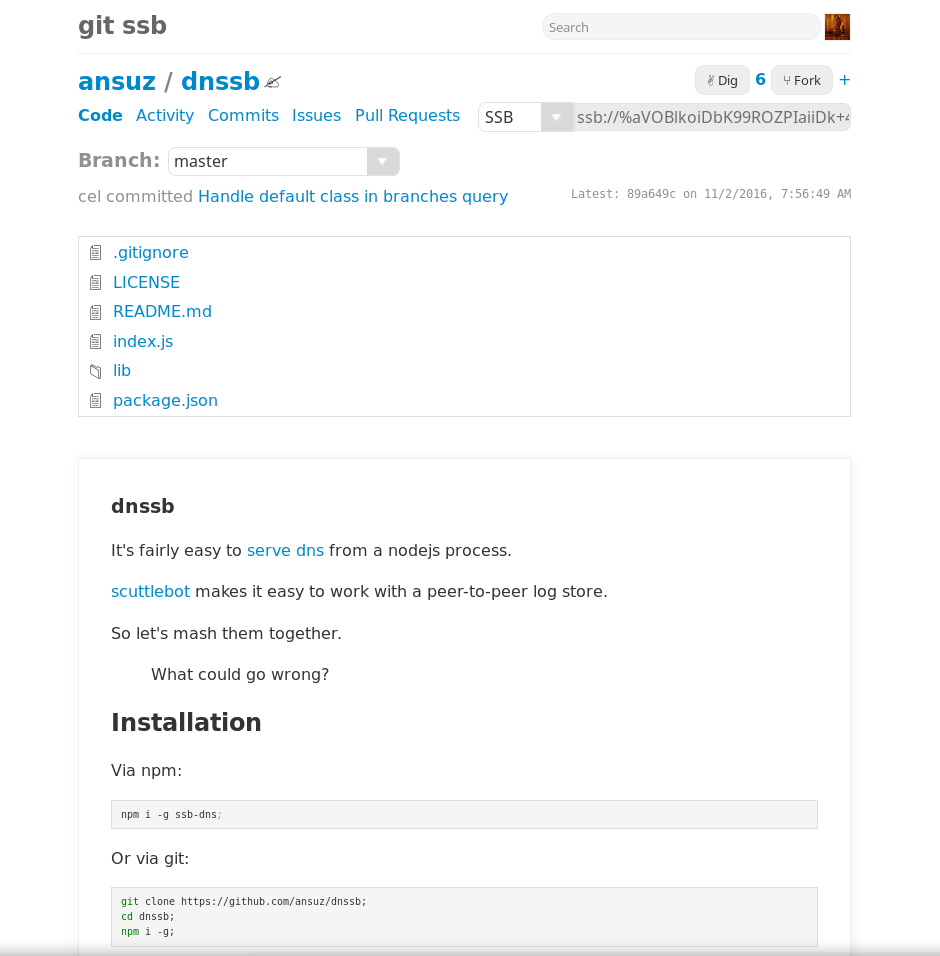 git ssb
Search
ansuz / dnssb
✌ Dig 6 ⑂ Fork +
Code Activity Commits Issues Pull Requests SSB ssb://%aVOBlkoiDbK99ROZPIaiiDk+4
Branch: master
cel committed Handle default class in branches query Latest: 89a649c on 11/2/2016, 7:56:49 AM
.gitignore
LICENSE
README.md
index.js
lib
package.json
dnssb
It's fairly easy to serve dns from a nodejs process.
scuttlebot makes it easy to work with a peer-to-peer log store.
So let's mash them together.
What could go wrong?
Installation
Via npm:
npm i -g ssb-dns;
Or via git:
git clone https://github.com/ansuz/dnssb;
cd dnssb;
npm i -g;